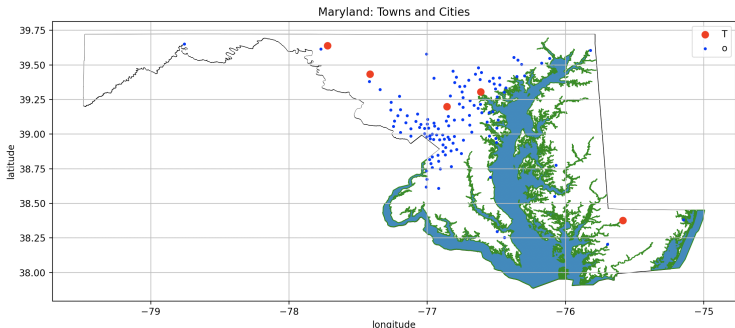 Maryland: Towns and Cities
T
o
39.75
39.50
39.25
39.00
38.75
38.50
38.25
38.00
latitude
−79
−78
−77
−76
−75
longitude